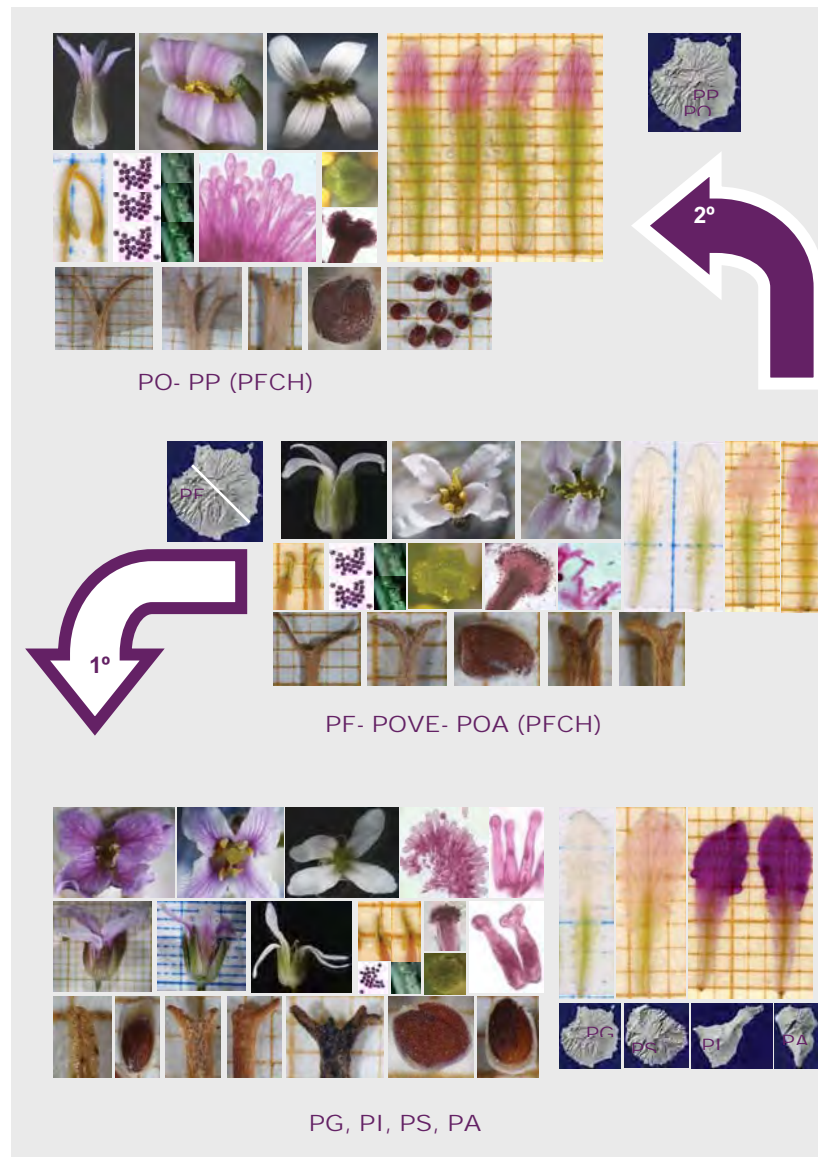 PP
PO
2º
PO- PP (PFCH)
PF
1º
PF- POVE- POA (PFCH)
PG
PS
PI
PA
PG, PI, PS, PA